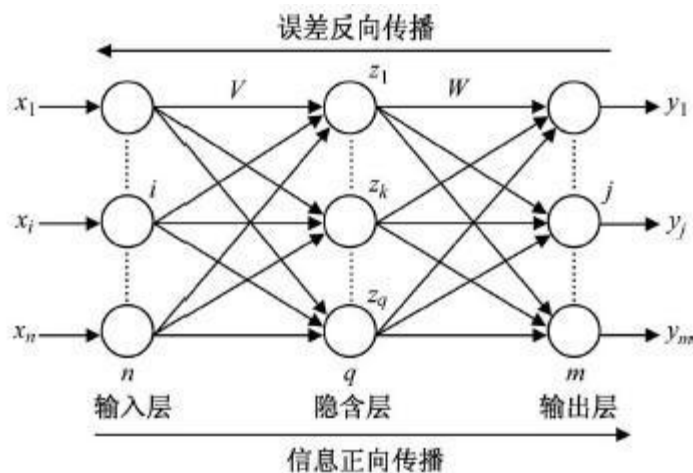 误差反向传播
x1 V z1 W y1
xi i zk j yj
xn zq ym
n q m
输入层 隐含层 输出层
信息正向传播